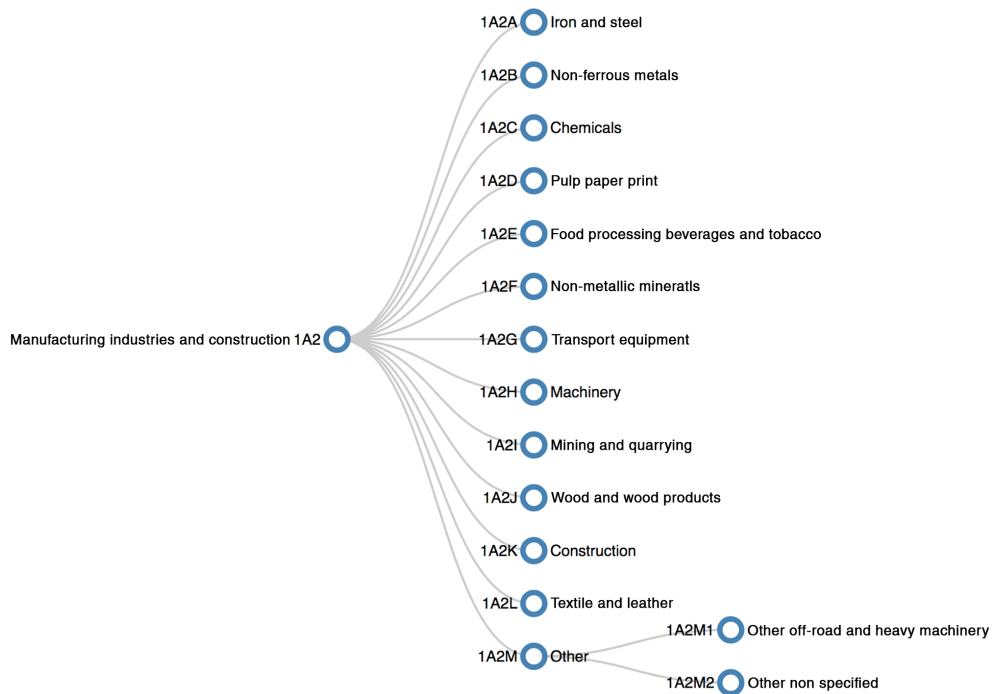 1A2A Iron and steel
1A2B Non-ferrous metals
1A2C Chemicals
1A2D Pulp paper print
1A2E Food processing beverages and tobacco
1A2F Non-metallic mineratls
Manufacturing industries and construction 1A2
1A2G Transport equipment
1A2H Machinery
1A2I Mining and quarrying
1A2J Wood and wood products
1A2K Construction
1A2L Textile and leather
1A2M Other
1A2M1 Other off-road and heavy machinery
1A2M2 Other non specified